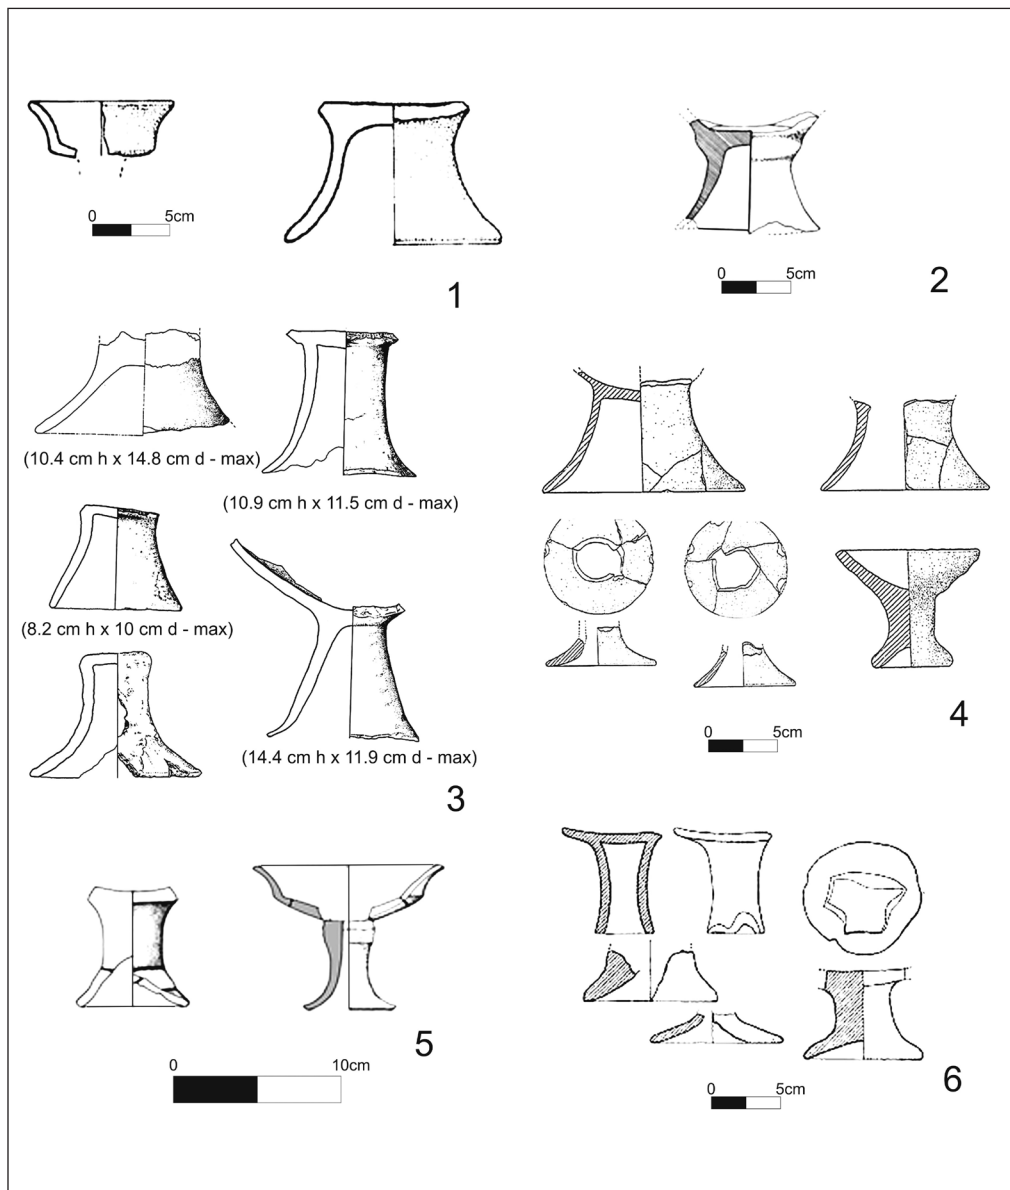 0 5cm
1
0 5cm
2
(10.4 cm h x 14.8 cm d - max)
(10.9 cm h x 11.5 cm d - max)
(8.2 cm h x 10 cm d - max)
(14.4 cm h x 11.9 cm d - max)
3
0 5cm
4
5
0 10cm
6
0 5cm